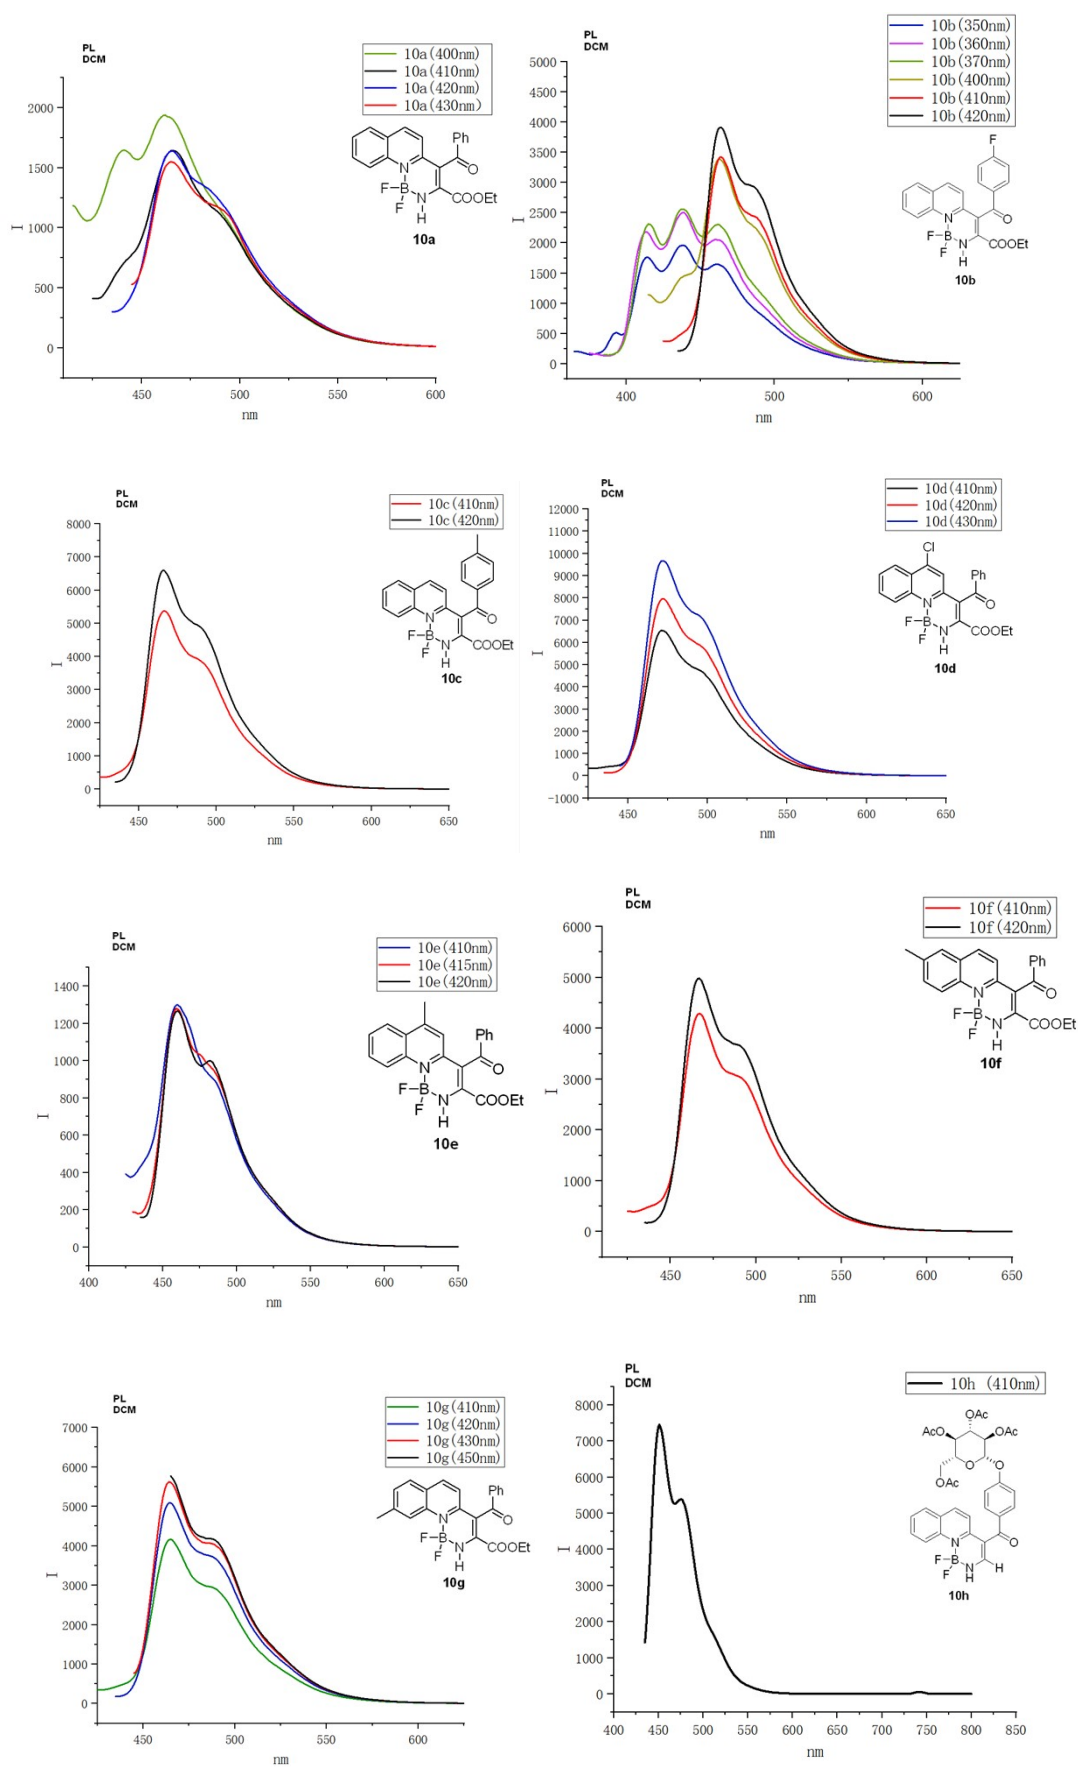 PL
DCM
10a(400nm)
10a(410nm)
10a(420nm)
10a(430nm)
2000
1500
1000
500
0
I
450
500
550
600
nm
Ph
O
N
B
F
F
N
H
COOEt
10a
PL
DCM
10b(350nm)
10b(360nm)
10b(370nm)
10b(400nm)
10b(410nm)
10b(420nm)
5000
4500
4000
3500
3000
2500
2000
1500
1000
500
0
I
400
500
600
nm
F
O
N
B
F
F
N
H
COOEt
10b
PL
DCM
10c(410nm)
10c(420nm)
8000
7000
6000
5000
4000
3000
2000
1000
0
I
450
500
550
600
650
nm
O
N
B
F
F
N
H
COOEt
10c
PL
DCM
10d(410nm)
10d(420nm)
10d(430nm)
12000
11000
10000
9000
8000
7000
6000
5000
4000
3000
2000
1000
0
-1000
I
450
500
550
600
650
nm
Cl
Ph
O
N
B
F
F
N
H
COOEt
10d
PL
DCM
10e(410nm)
10e(415nm)
10e(420nm)
1400
1200
1000
800
600
400
200
0
I
400
450
500
550
600
650
nm
Ph
O
N
B
F
F
N
H
COOEt
10e
PL
DCM
10f(410nm)
10f(420nm)
6000
5000
4000
3000
2000
1000
0
I
450
500
550
600
650
nm
Ph
O
N
B
F
F
N
H
COOEt
10f
PL
DCM
10g(410nm)
10g(420nm)
10g(430nm)
10g(450nm)
7000
6000
5000
4000
3000
2000
1000
0
I
450
500
550
600
nm
Ph
O
N
B
F
F
N
H
COOEt
10g
PL
DCM
10h (410nm)
8000
7000
6000
5000
4000
3000
2000
1000
0
I
400
450
500
550
600
650
700
750
800
850
nm
OAc
AcO
OAc
O
OAc
O
O
N
B
F
F
N
H
H
10h